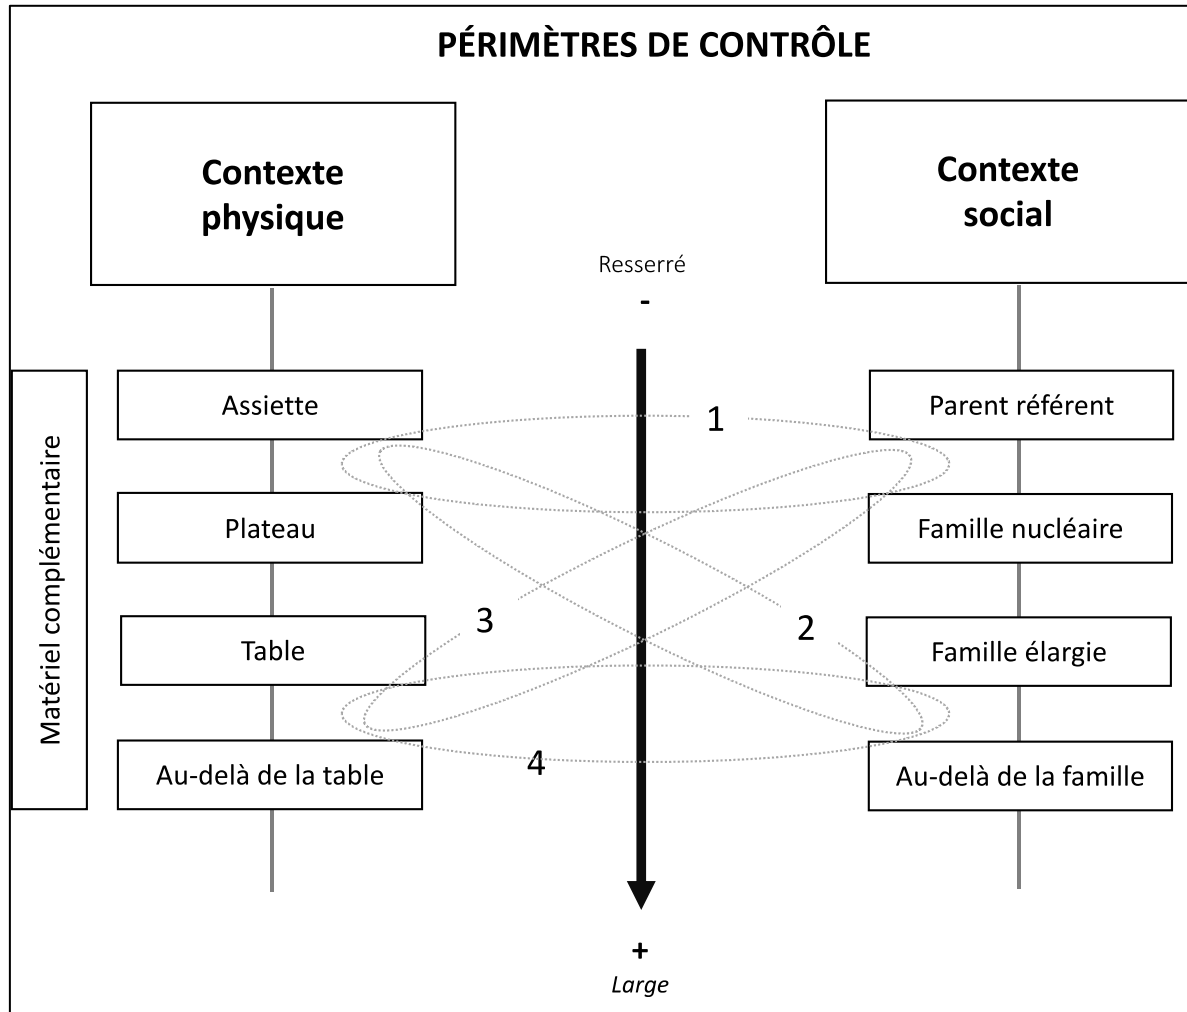 PÉRIMÈTRES DE CONTRÔLE
Contexte
physique
Contexte
social
Resserré
-
Matériel complémentaire
Assiette
1
Parent référent
Plateau
Famille nucléaire
3
2
Table
Famille élargie
4
Au-delà de la table
Au-delà de la famille
+
Large